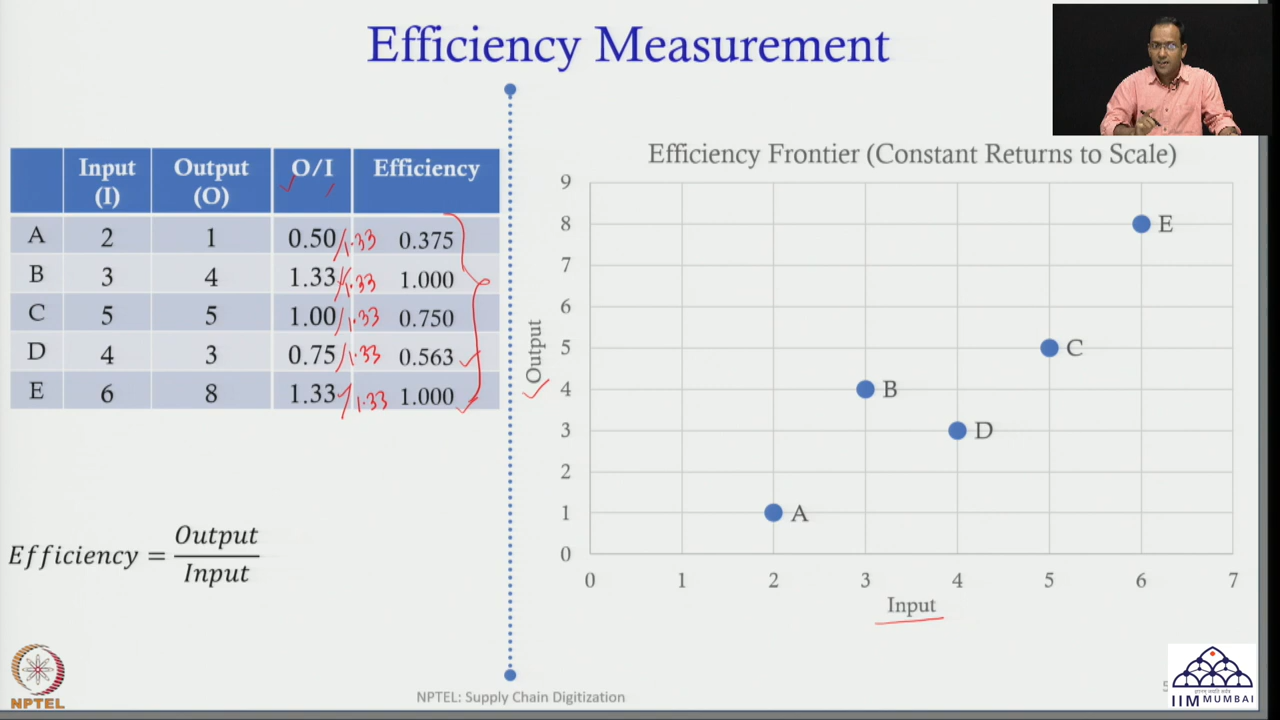 Efficiency Measurement
Input (I) Output (O) O/I Efficiency
A 2 1 0.50 /1.33 0.375
B 3 4 1.33 /1.33 1.000
C 5 5 1.00 /1.33 0.750
D 4 3 0.75 /1.33 0.563
E 6 8 1.33 /1.33 1.000
Efficiency = Output / Input
Efficiency Frontier (Constant Returns to Scale)
Output
9
8
7
6
5
4
3
2
1
0
E
C
B
D
A
0 1 2 3 4 5 6 7
Input
NPTEL
NPTEL: Supply Chain Digitization
IIM MUMBAI